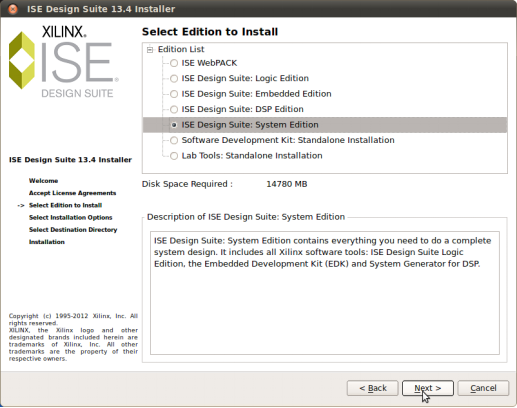 ISE Design Suite 13.4 Installer
XILINX®
ISE®
DESIGN SUITE
ISE Design Suite 13.4 Installer
Welcome
Accept License Agreements
-> Select Edition to Install
Select Installation Options
Select Destination Directory
Installation
Copyright (c) 1995-2012 Xilinx, Inc. All
rights reserved.
XILINX, the Xilinx logo and other
designated brands included herein are
trademarks of Xilinx, Inc. All other
trademarks are the property of their
respective owners.
Select Edition to Install
Edition List
ISE WebPACK
ISE Design Suite: Logic Edition
ISE Design Suite: Embedded Edition
ISE Design Suite: DSP Edition
ISE Design Suite: System Edition
Software Development Kit: Standalone Installation
Lab Tools: Standalone Installation
Disk Space Required : 14780 MB
Description of ISE Design Suite: System Edition
ISE Design Suite: System Edition contains everything you need to do a complete
system design. It includes all Xilinx software tools: ISE Design Suite Logic
Edition, the Embedded Development Kit (EDK) and System Generator for DSP.
< Back Next > Cancel